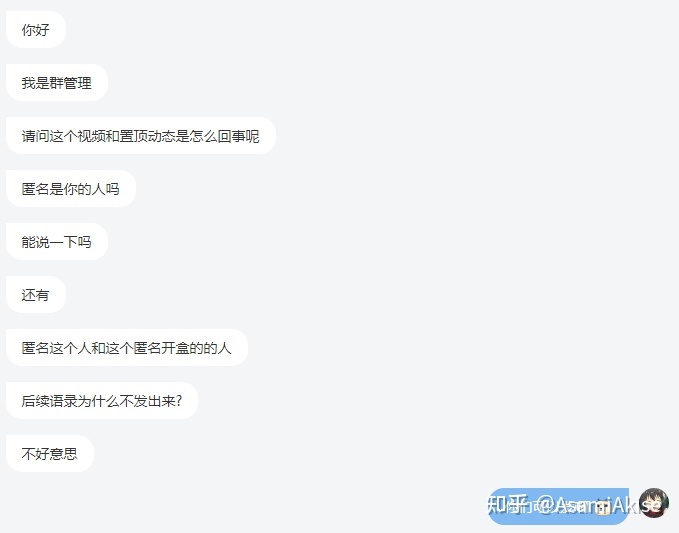 你好
我是群管理
请问这个视频和置顶动态是怎么回事呢
匿名是你的人吗
能说一下吗
还有
匿名这个人和这个匿名开盒的的人
后续语录为什么不发出来?
不好意思
知乎 @AsamiAkise